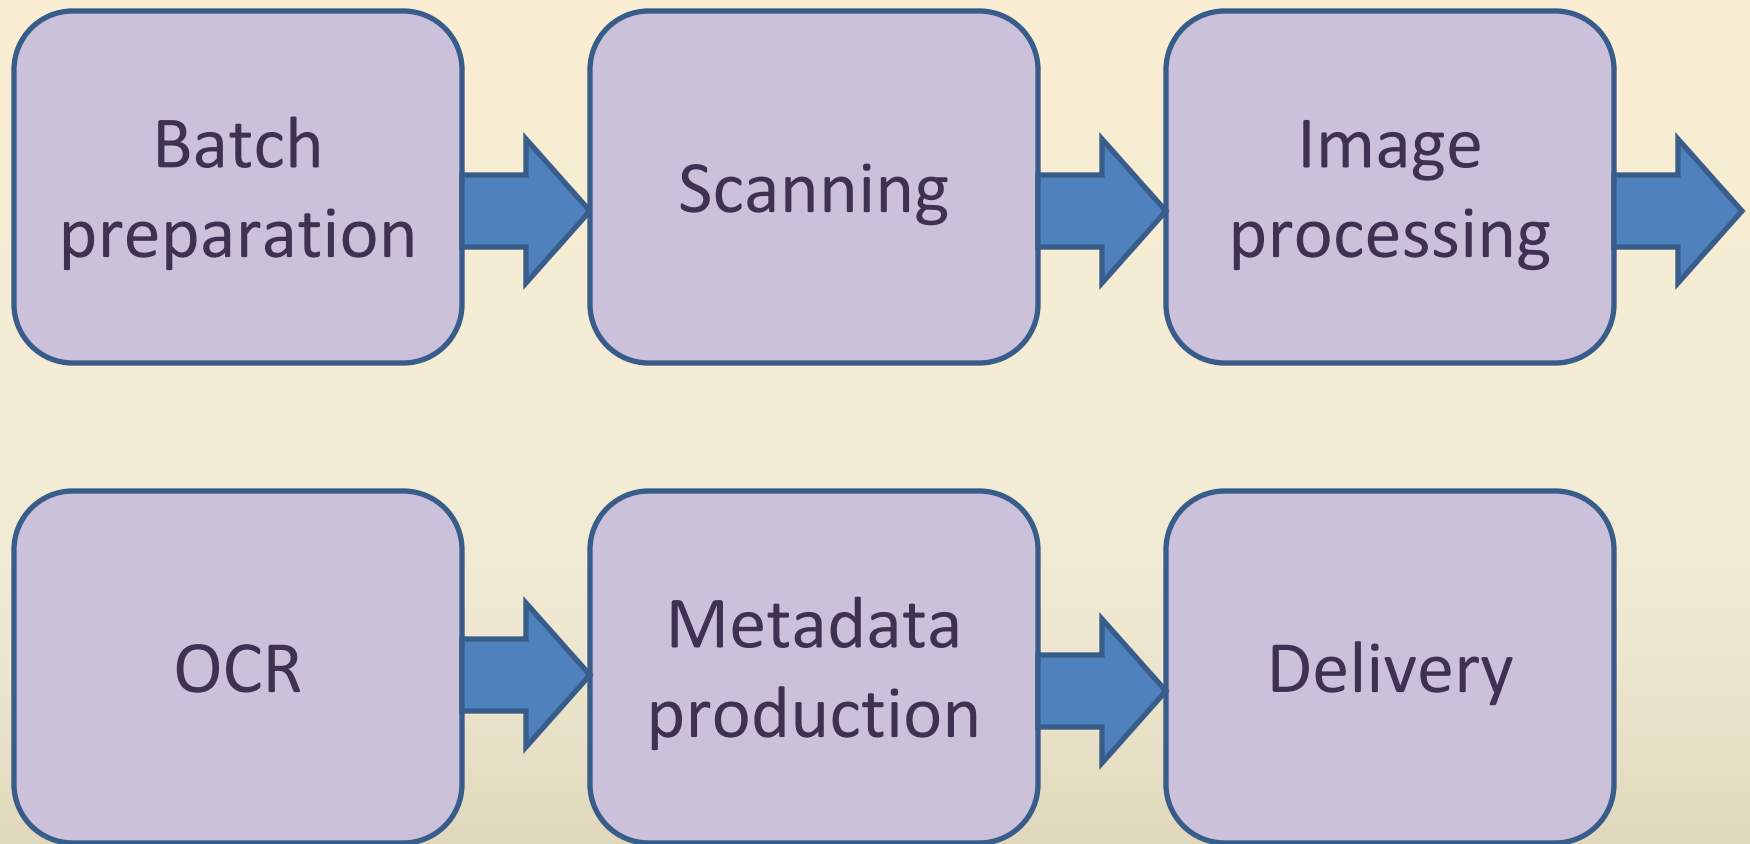 Batch
preparation
Scanning
Image
processing
OCR
Metadata
production
Delivery